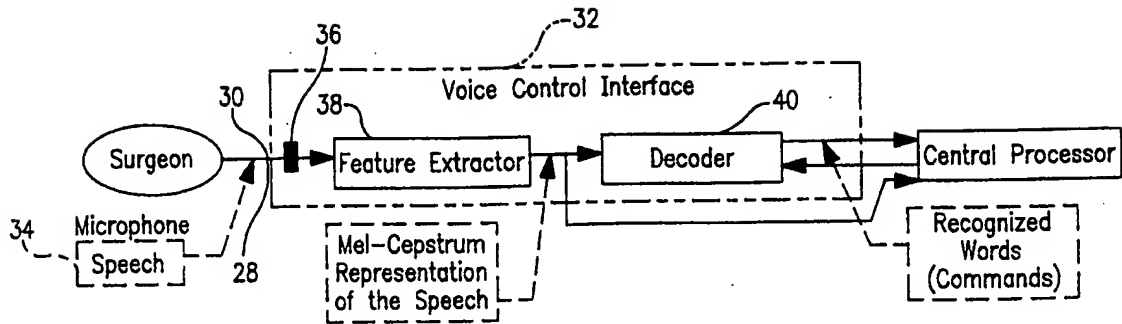 32
36
Voice Control Interface
30
38
40
Surgeon
Feature Extractor
Decoder
Central Processor
34
Microphone
Speech
28
Mel-Cepstrum
Representation
of the Speech
Recognized
Words
(Commands)